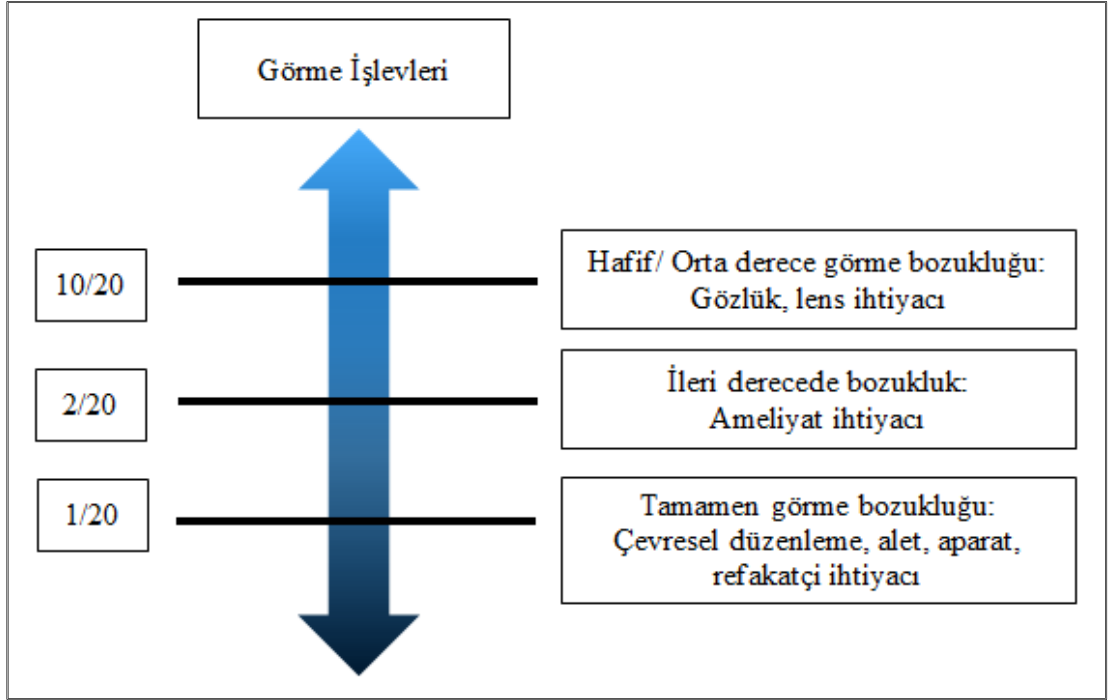 Görme İşlevleri
10/20
Hafif/ Orta derece görme bozukluğu:
Gözlük, lens ihtiyacı
2/20
İleri derecede bozukluk:
Ameliyat ihtiyacı
1/20
Tamamen görme bozukluğu:
Çevresel düzenleme, alet, aparat,
refakatçi ihtiyacı